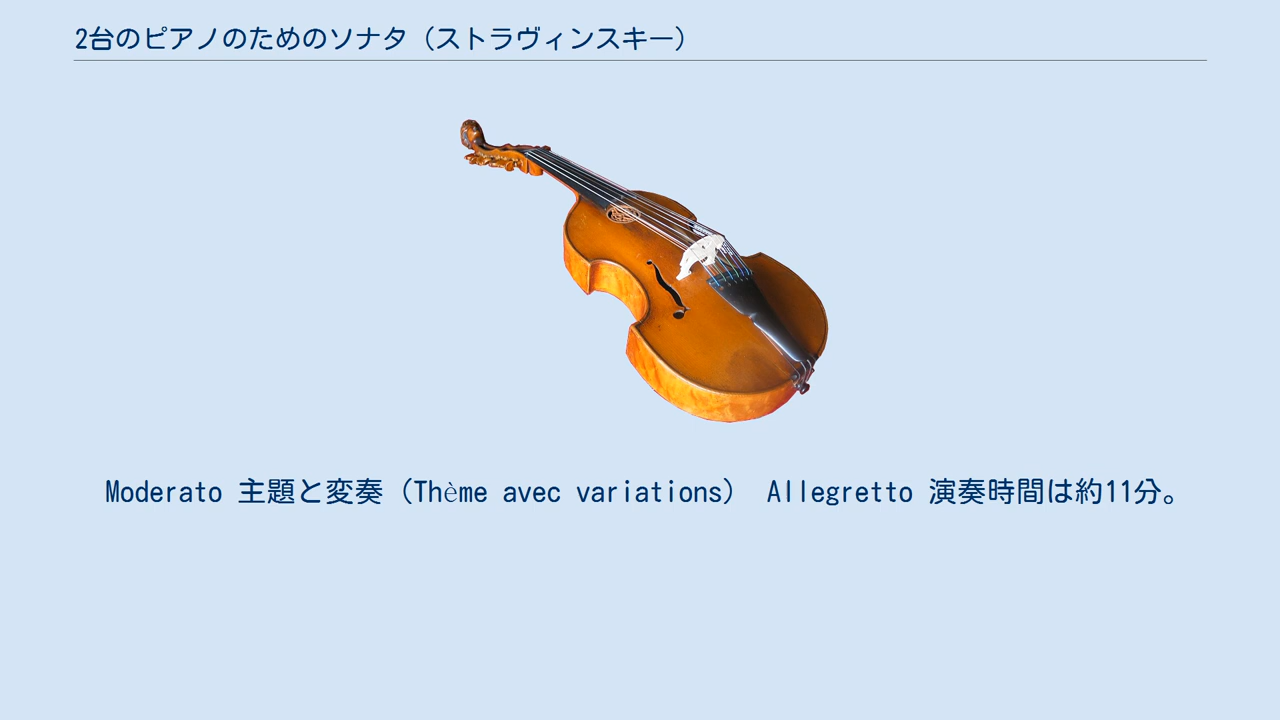 2台のピアノのためのソナタ（ストラヴィンスキー）
Moderato 主題と変奏（Thème avec variations） Allegretto 演奏時間は約11分。